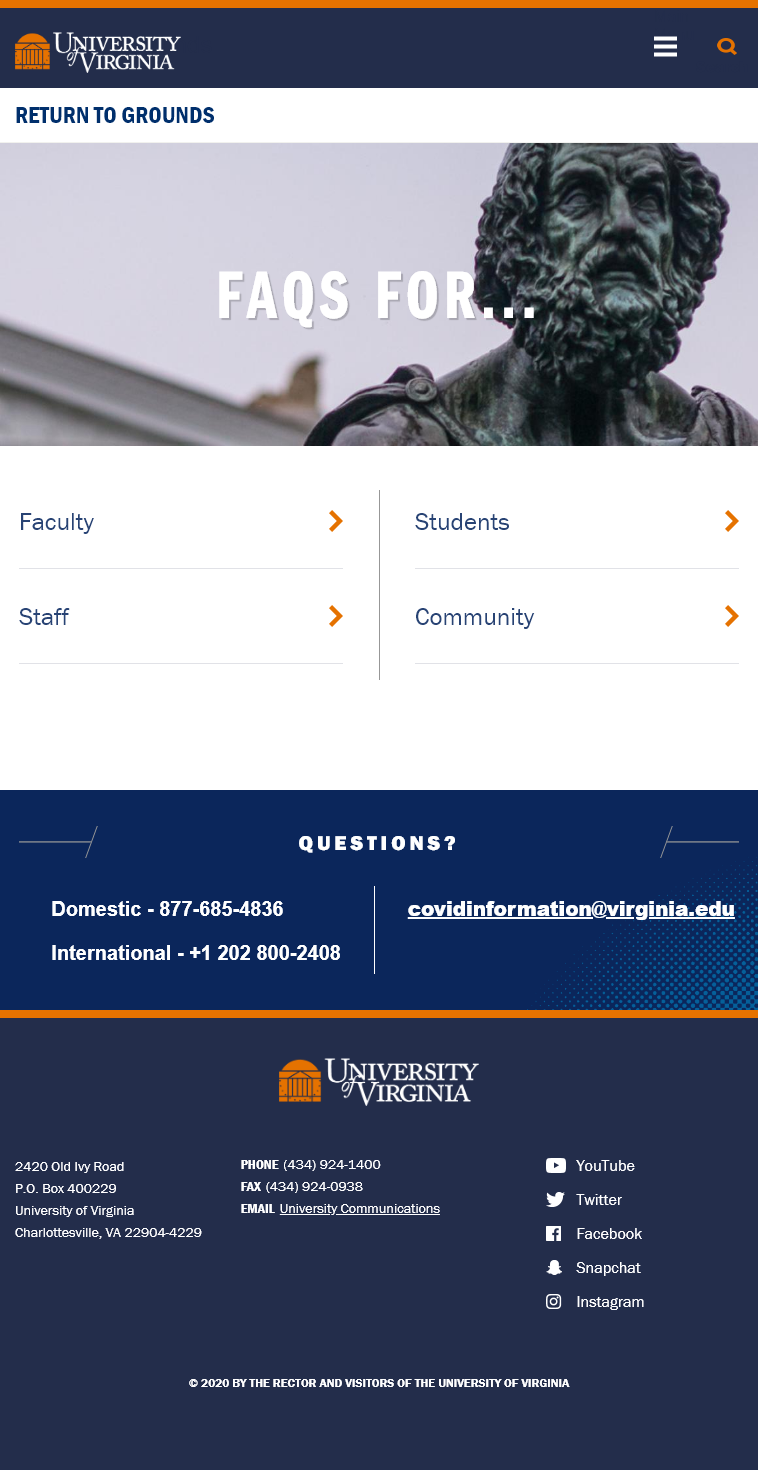 UNIVERSITY
of VIRGINIA
RETURN TO GROUNDS
FAQS FOR...
Faculty
Students
Staff
Community
QUESTIONS?
Domestic - 877-685-4836
International - +1 202 800-2408
covidinformation@virginia.edu
UNIVERSITY
of VIRGINIA
2420 Old Ivy Road
P.O. Box 400229
University of Virginia
Charlottesville, VA 22904-4229
PHONE (434) 924-1400
FAX (434) 924-0938
EMAIL University Communications
YouTube
Twitter
Facebook
Snapchat
Instagram
© 2020 BY THE RECTOR AND VISITORS OF THE UNIVERSITY OF VIRGINIA